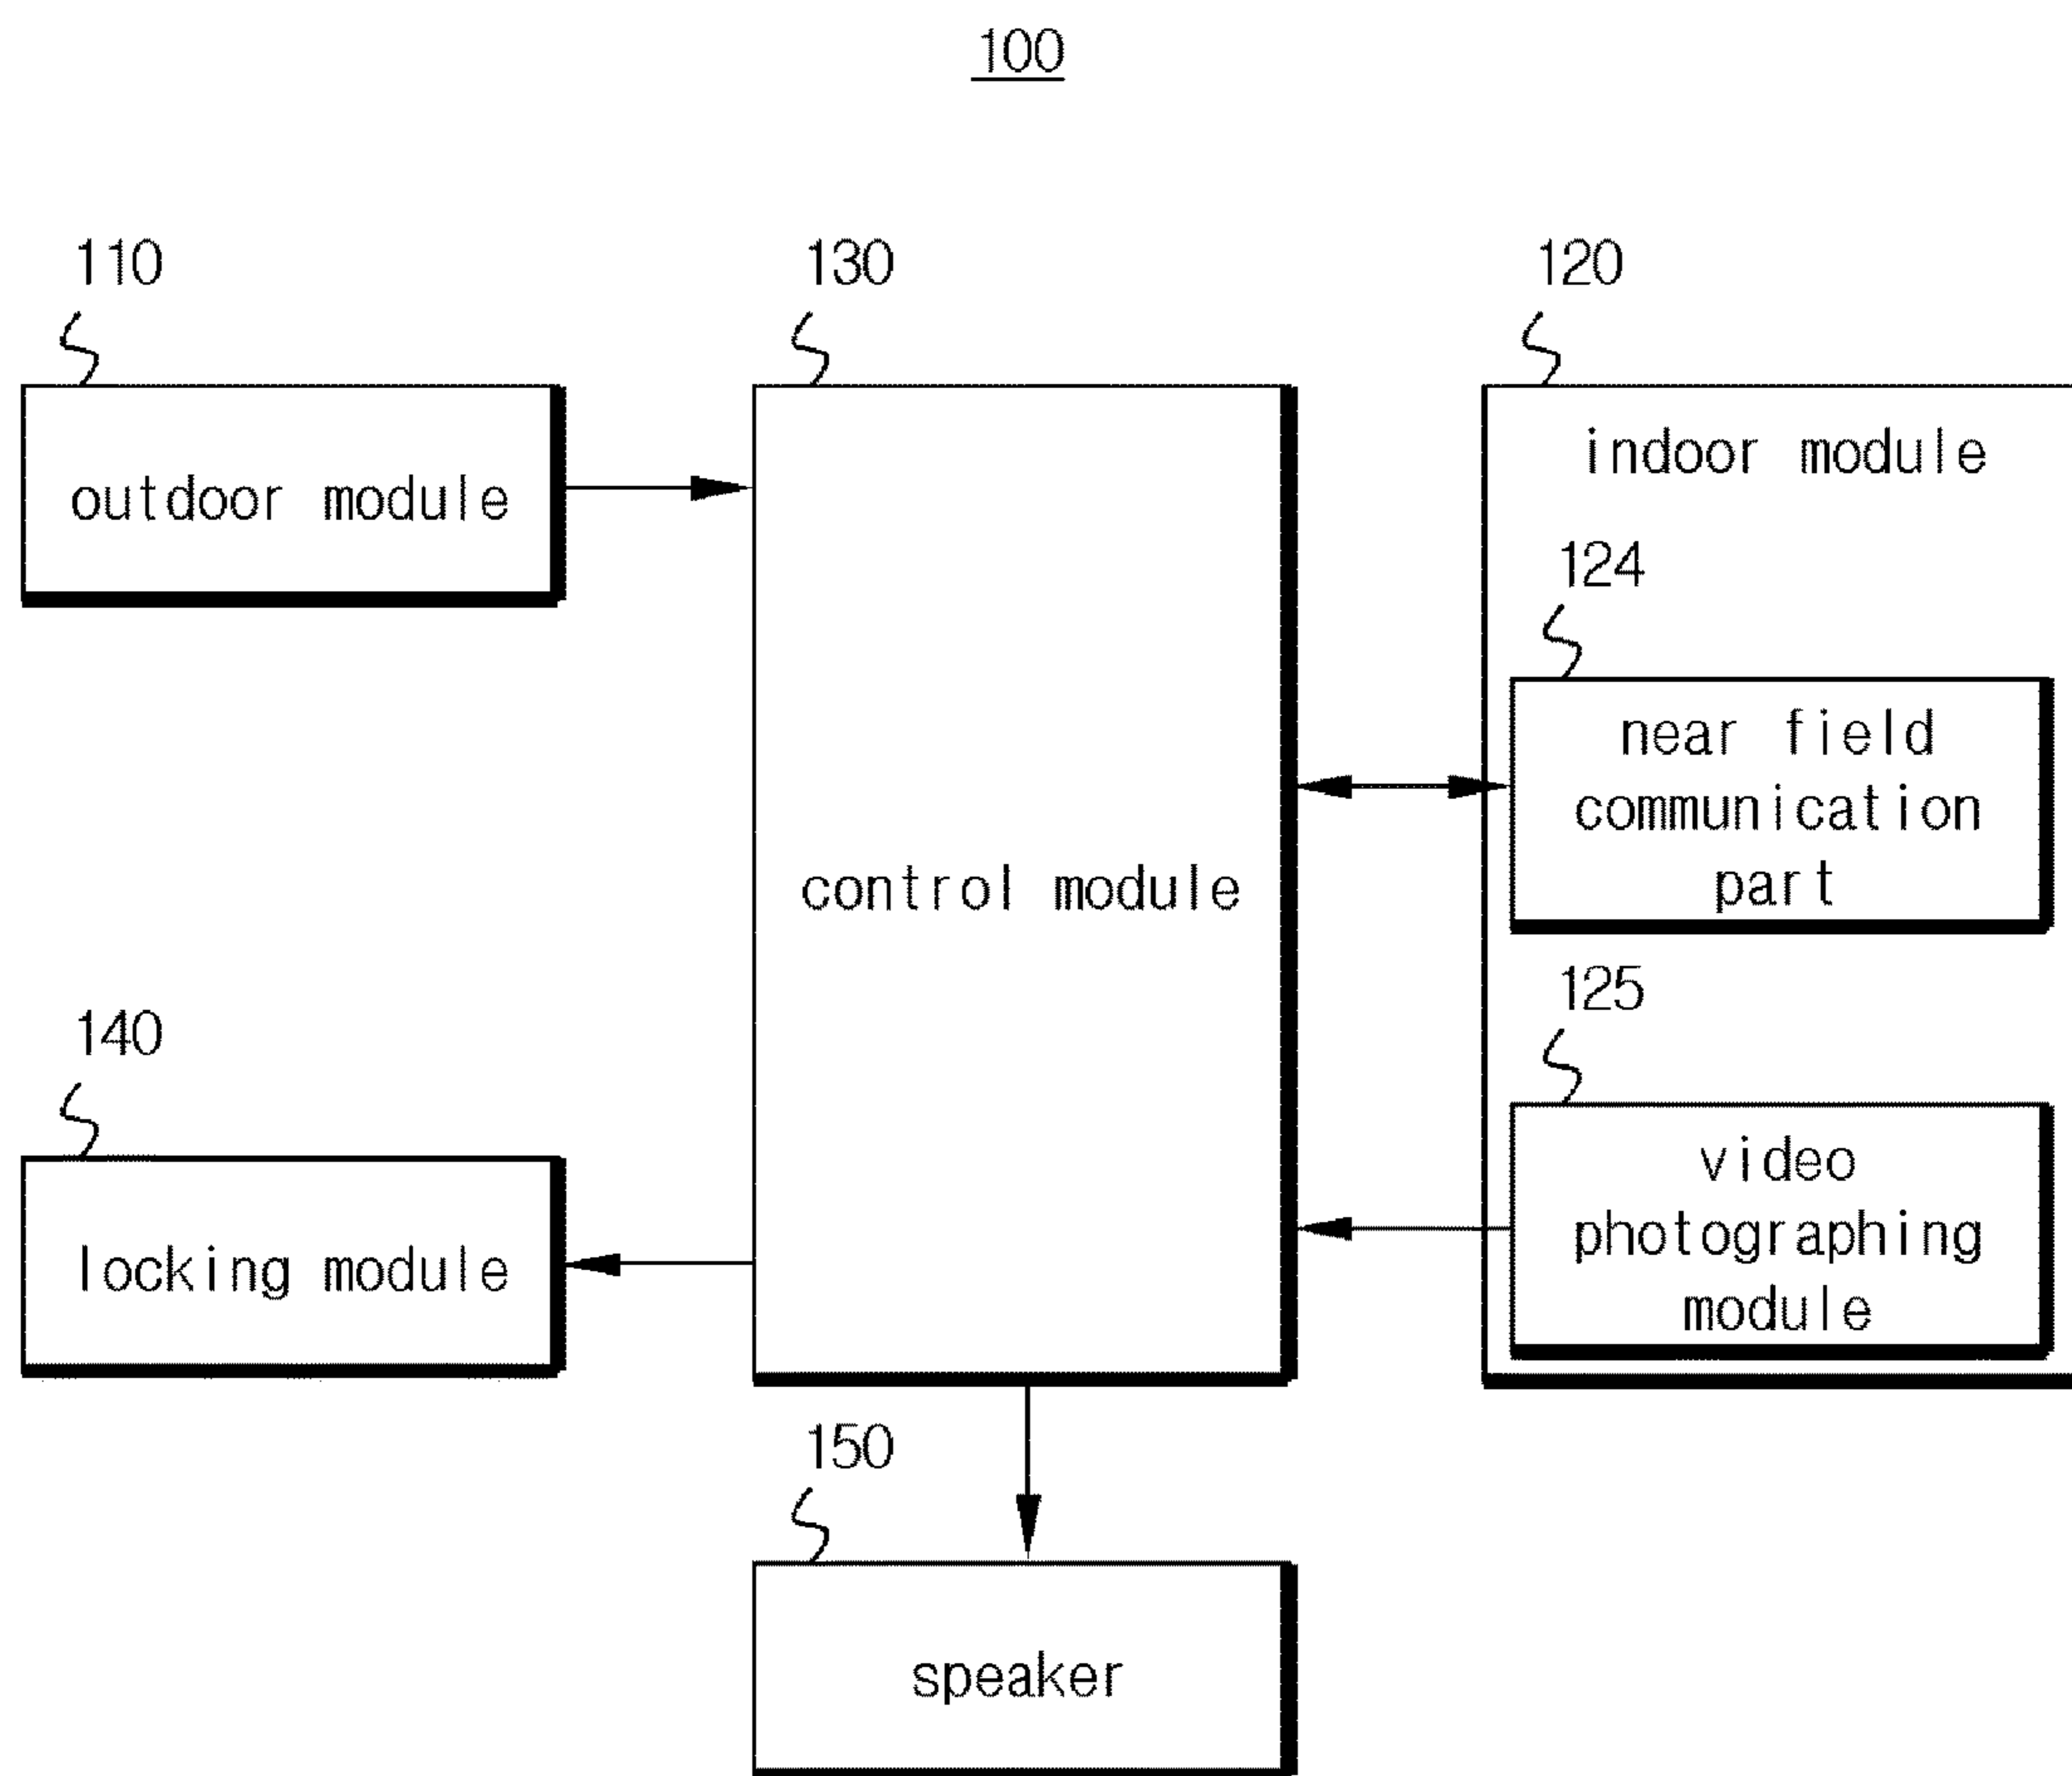 100
110
130
120
outdoor module
control module
indoor module
124
near field
communication
part
125
video
photographing
module
140
locking module
150
speaker